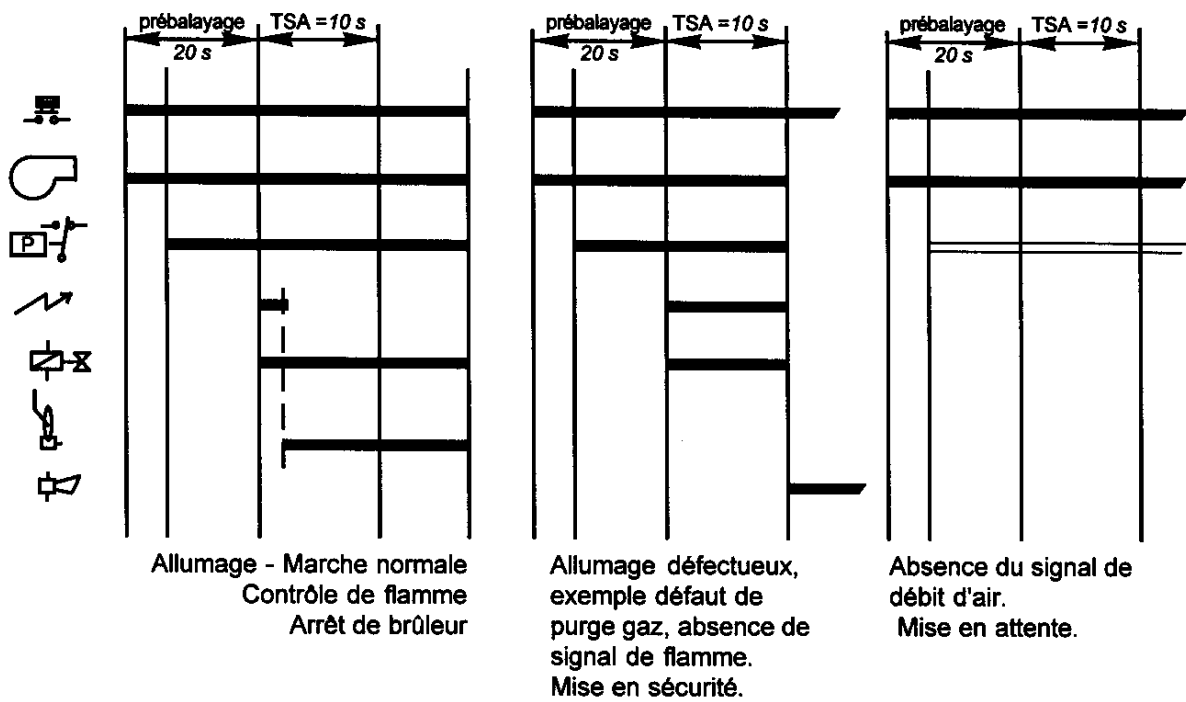 prébalayage TSA = 10 s
20 s
prébalayage TSA = 10 s
20 s
prébalayage TSA = 10 s
20 s
P
Allumage - Marche normale
Contrôle de flamme
Arrêt de brûleur
Allumage défectueux,
exemple défaut de
purge gaz, absence de
signal de flamme.
Mise en sécurité.
Absence du signal de
débit d'air.
Mise en attente.